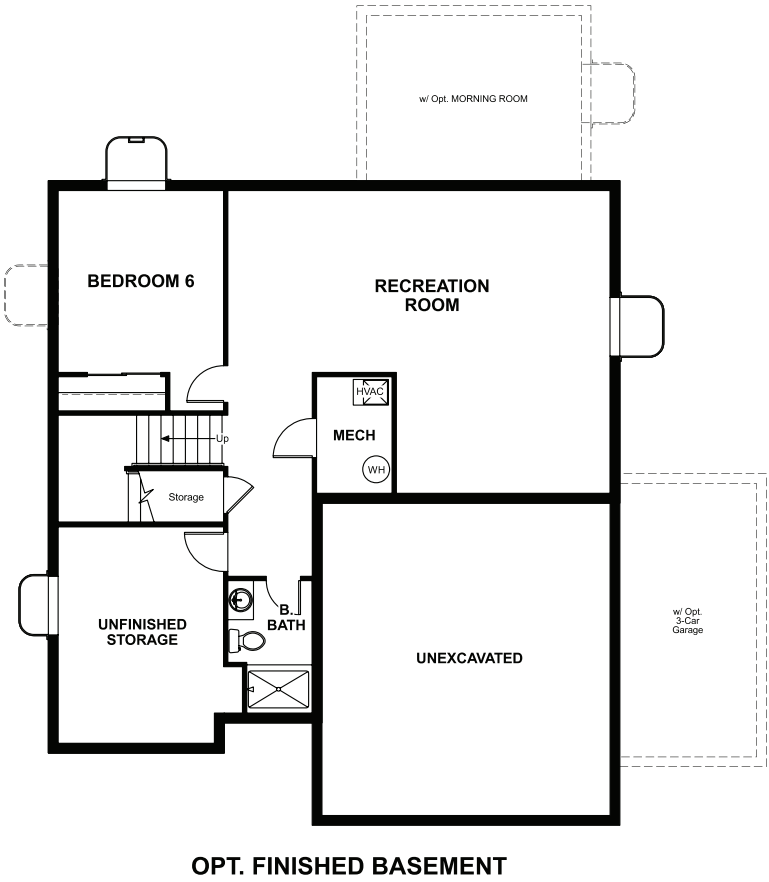 w/ Opt. MORNING ROOM
BEDROOM 6
RECREATION
ROOM
HVAC
MECH
Up
WH
Storage
B.
BATH
UNFINISHED
STORAGE
w/ Opt.
3-Car
Garage
UNEXCAVATED
OPT. FINISHED BASEMENT